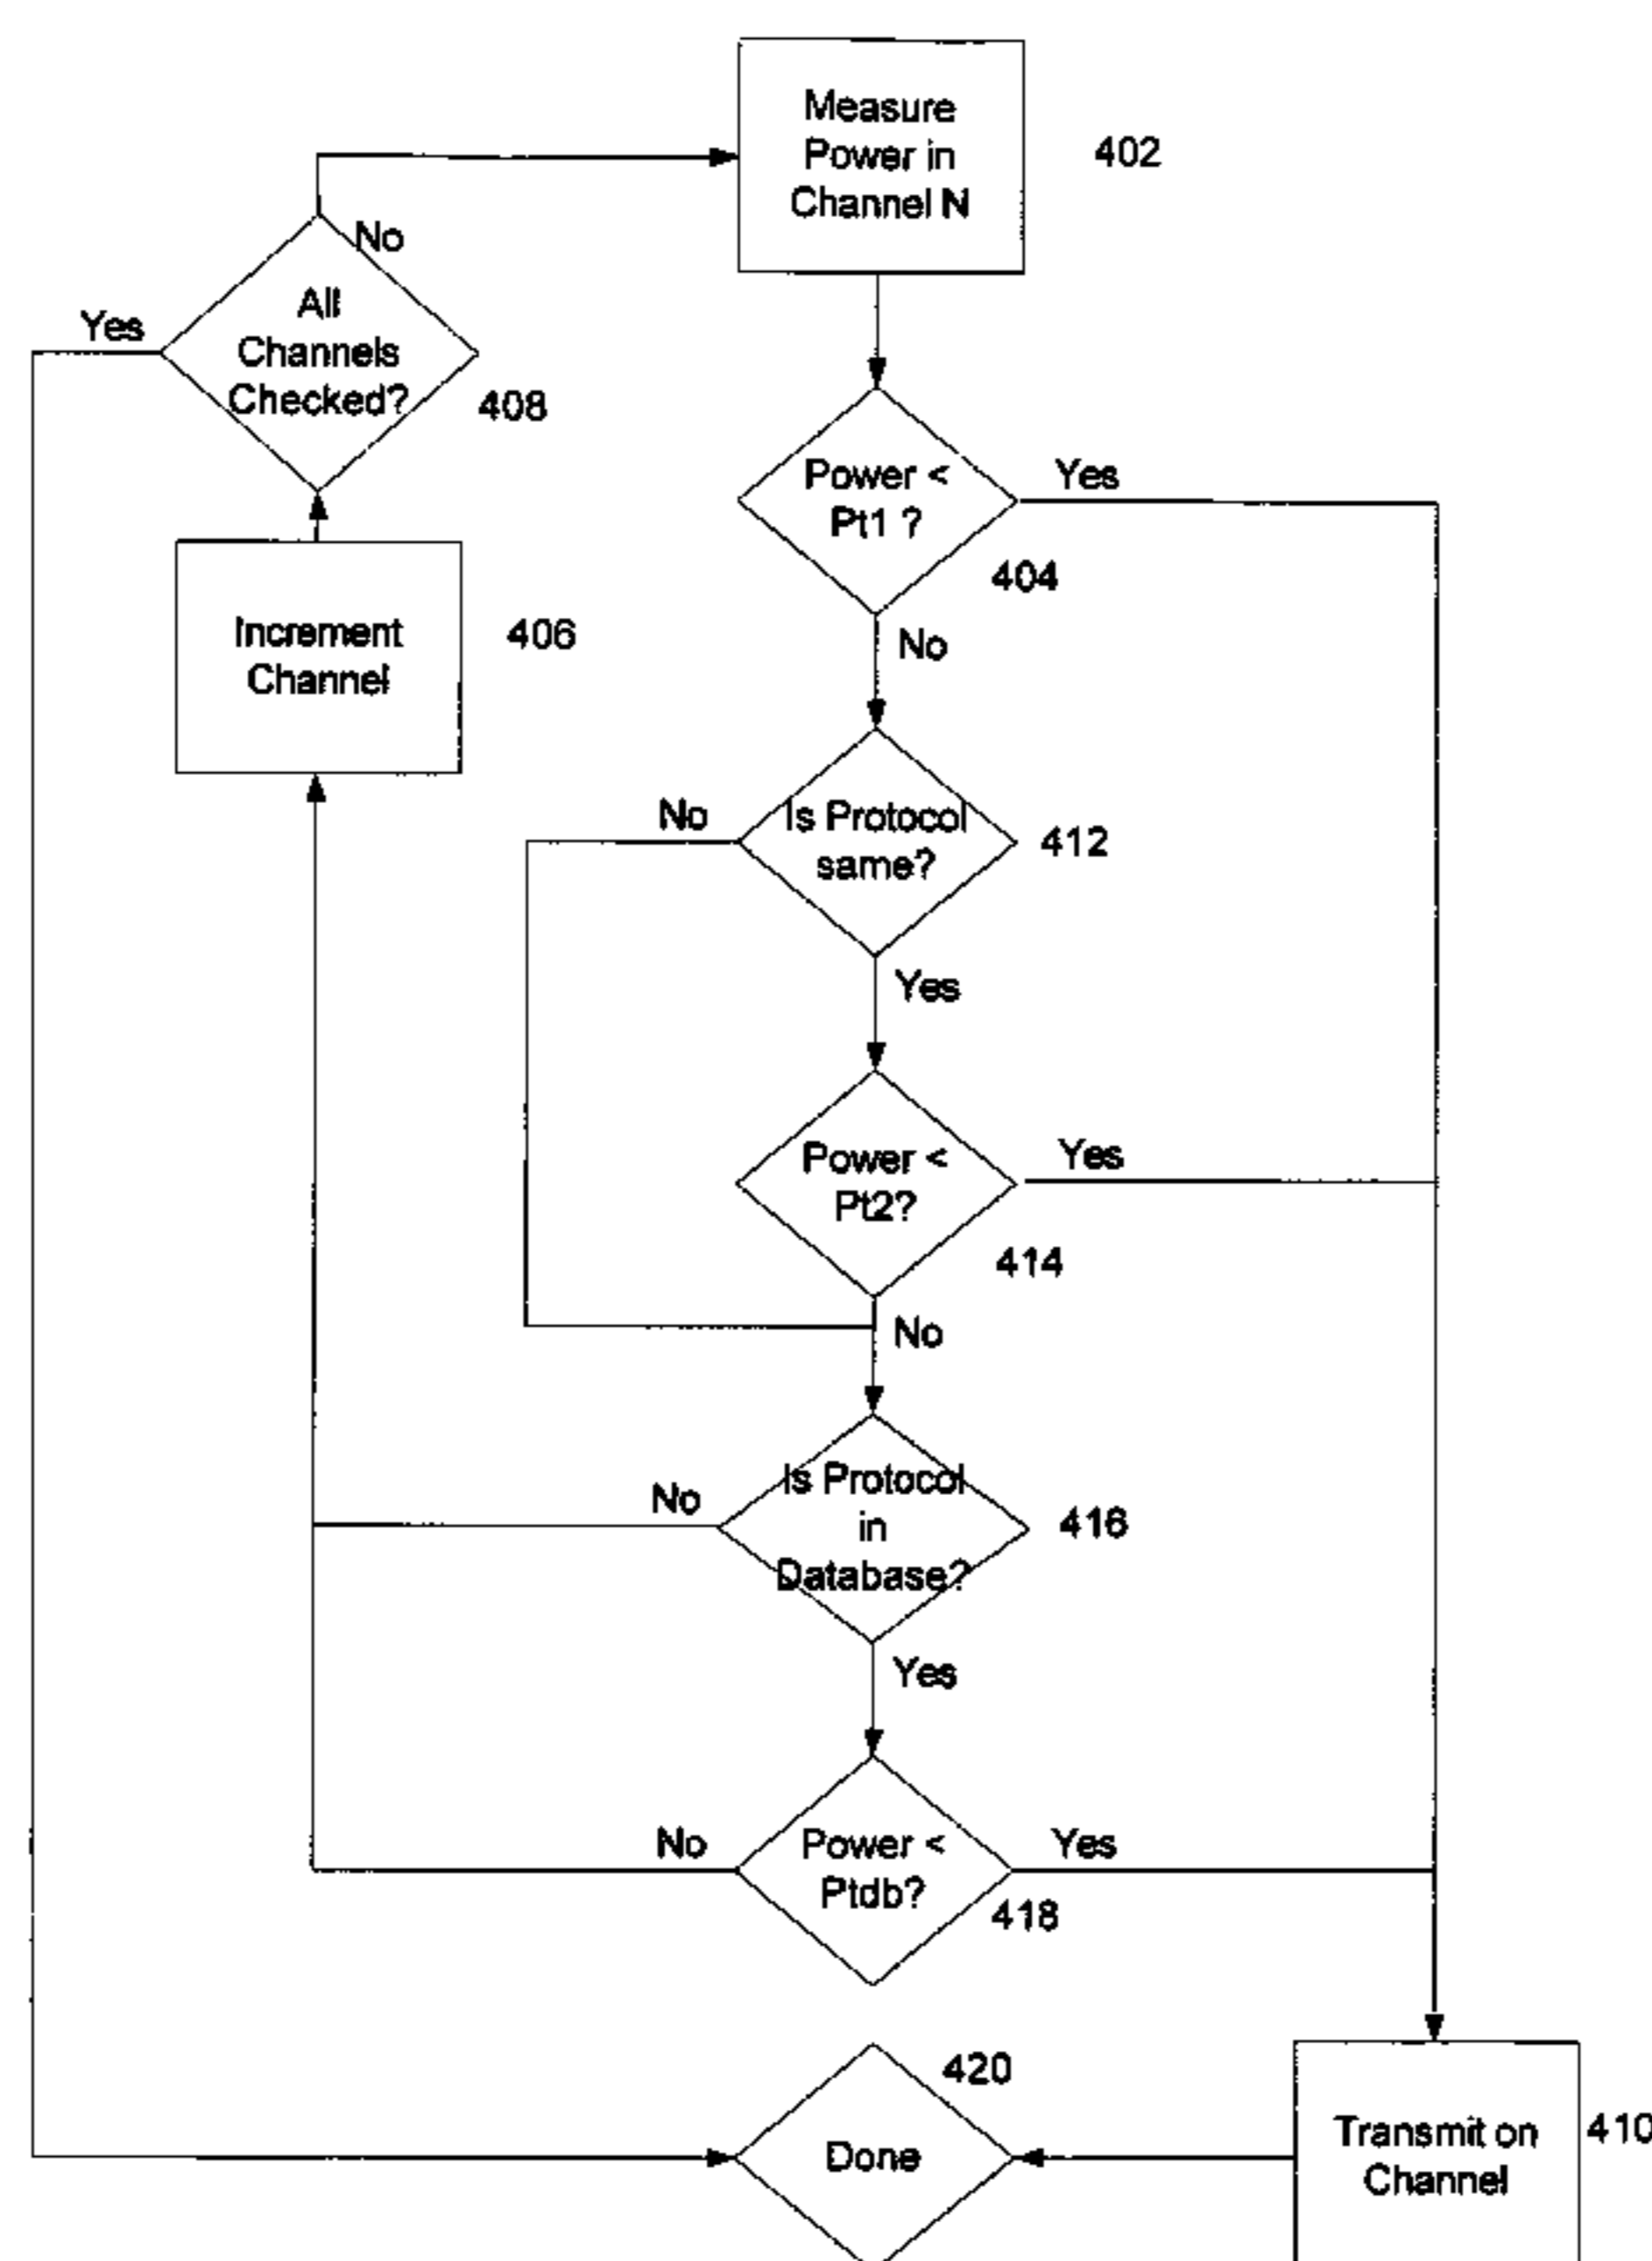 Measure
Power in
Channel N
402
No
All
Channels
Checked?
Yes
408
Power <
Pt1 ?
Yes
404
No
Increment
Channel
406
Is Protocol
same?
No
412
Yes
Power <
Pt2?
Yes
414
No
Is Protocol
in
Database?
No
416
Yes
Power <
Ptdb?
No
Yes
418
420
Done
Transmit on
Channel
410